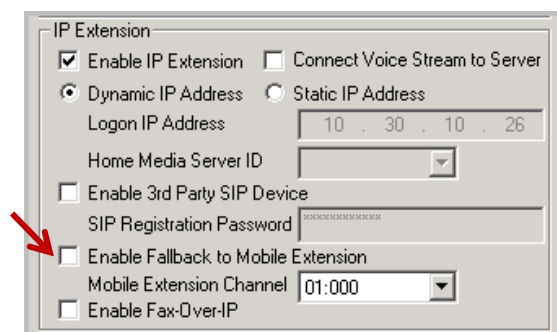 IP Extension
Enable IP Extension Connect Voice Stream to Server
Dynamic IP Address Static IP Address
Logon IP Address 10 . 30 . 10 . 26
Home Media Server ID
Enable 3rd Party SIP Device
SIP Registration Password ************
Enable Fallback to Mobile Extension
Mobile Extension Channel 01:000
Enable Fax-Over-IP